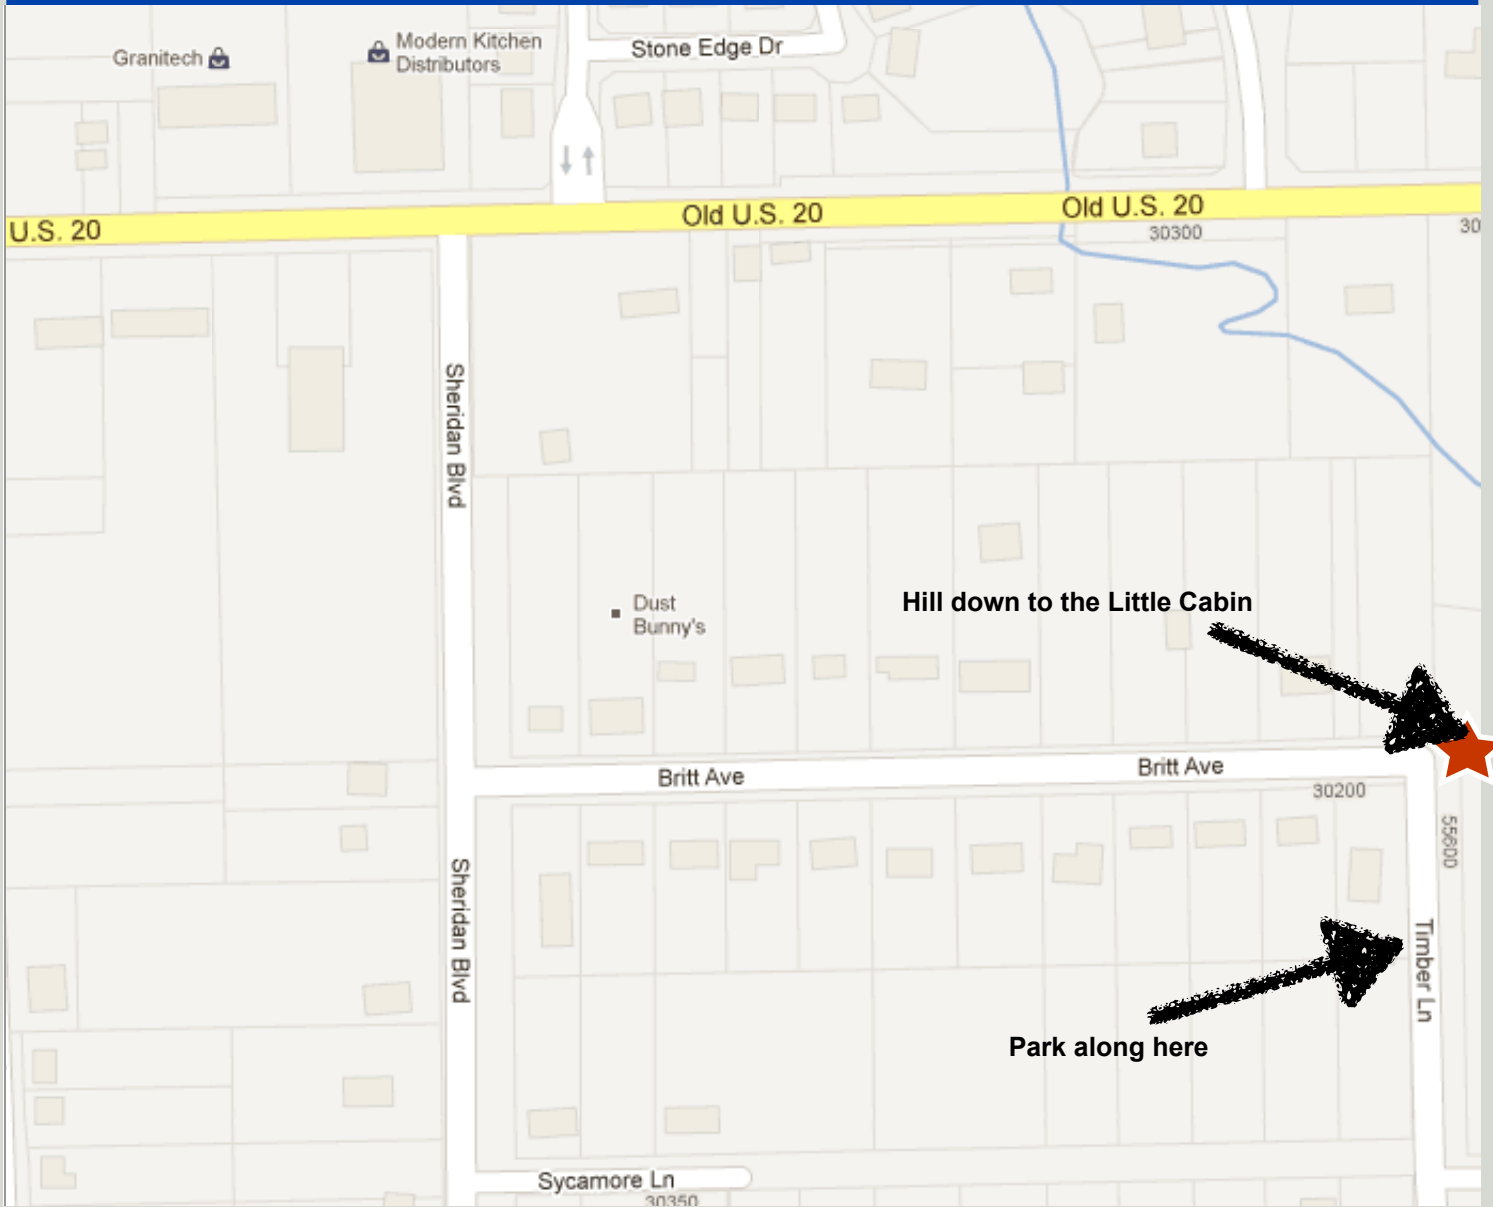 Granitech
Modern Kitchen
Distributors
Stone Edge Dr
U.S. 20
Old U.S. 20
Old U.S. 20
30300
30
Sheridan Blvd
Dust
Bunny's
Hill down to the Little Cabin
Britt Ave
Britt Ave
30200
55600
Sheridan Blvd
Timber Ln
Park along here
Sycamore Ln
30350